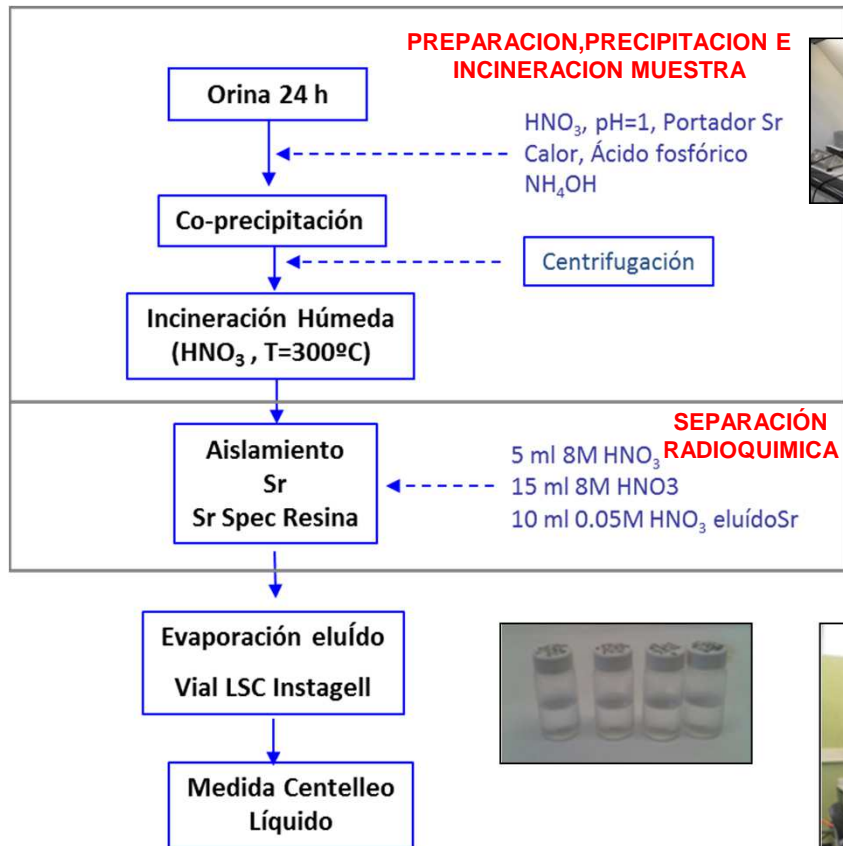 PREPARACION,PRECIPITACION E
INCINERACION MUESTRA
Orina 24 h
HNO₃, pH=1, Portador Sr
Calor, Ácido fosfórico
NH₄OH
Co-precipitación
Centrifugación
Incineración Húmeda
(HNO₃ , T=300ºC)
SEPARACIÓN
RADIOQUIMICA
Aislamiento
Sr
Sr Spec Resina
5 ml 8M HNO₃
15 ml 8M HNO3
10 ml 0.05M HNO₃ eluídoSr
Evaporación eluÍdo
Vial LSC Instagell
Medida Centelleo
Líquido